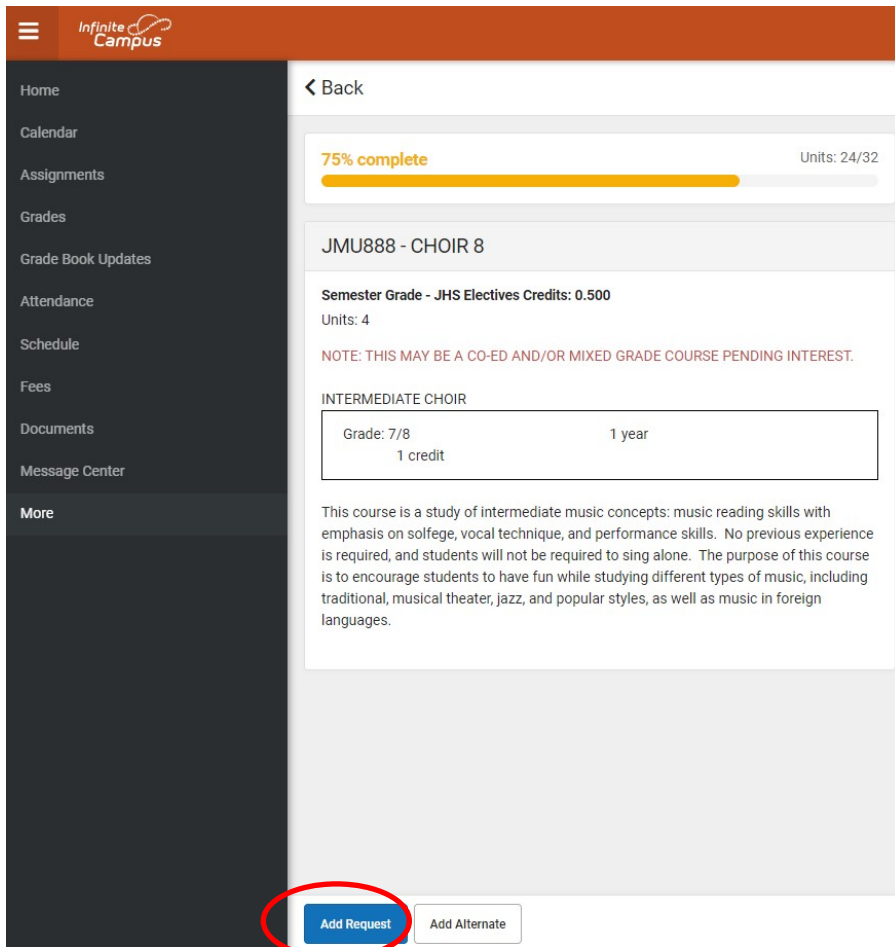 Infinite
Campus
Home
Calendar
Assignments
Grades
Grade Book Updates
Attendance
Schedule
Fees
Documents
Message Center
More
Back
75% complete
Units: 24/32
JMU888 - CHOIR 8
Semester Grade - JHS Electives Credits: 0.500
Units: 4
NOTE: THIS MAY BE A CO-ED AND/OR MIXED GRADE COURSE PENDING INTEREST.
INTERMEDIATE CHOIR
Grade: 7/8 1 year
1 credit
This course is a study of intermediate music concepts: music reading skills with
emphasis on solfege, vocal technique, and performance skills. No previous experience
is required, and students will not be required to sing alone. The purpose of this course
is to encourage students to have fun while studying different types of music, including
traditional, musical theater, jazz, and popular styles, as well as music in foreign
languages.
Add Request
Add Alternate